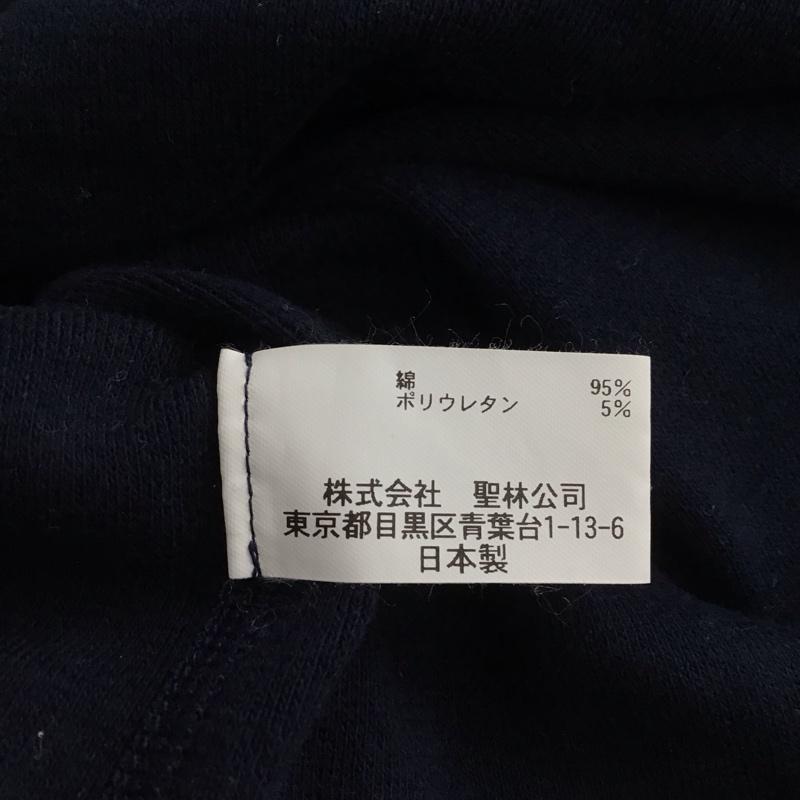 綿 95%
ポリウレタン 5%
株式会社 聖林公司
東京都目黒区青葉台1-13-6
日本製